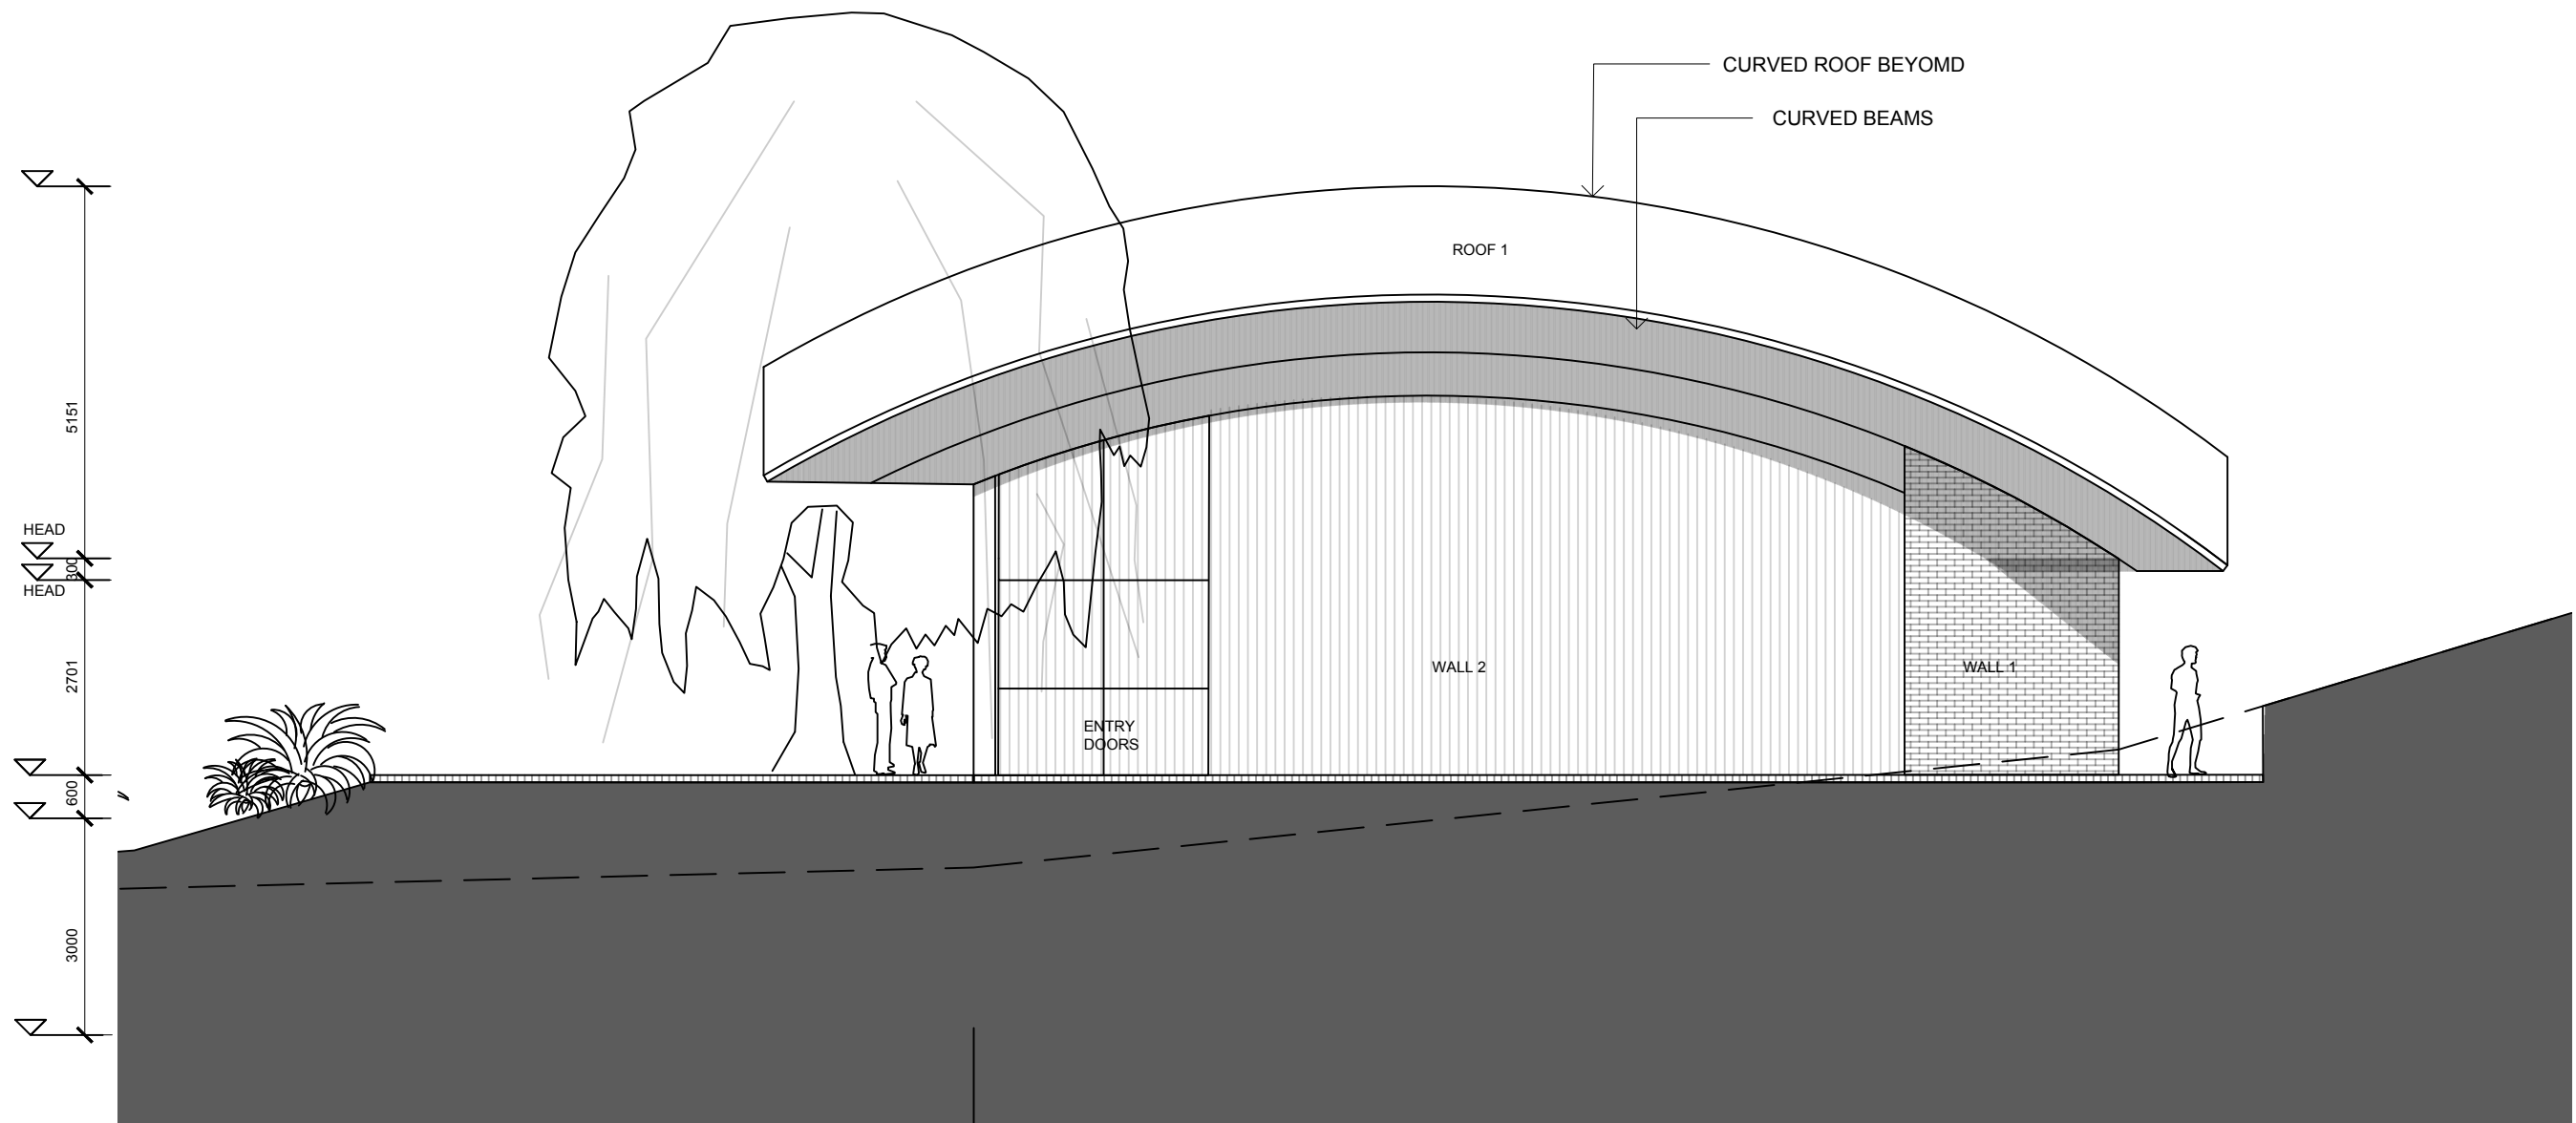 CURVED ROOF BEYOMD
CURVED BEAMS
ROOF 1
5151
HEAD
300
HEAD
2701
WALL 2
WALL 1
ENTRY
DOORS
600
3000